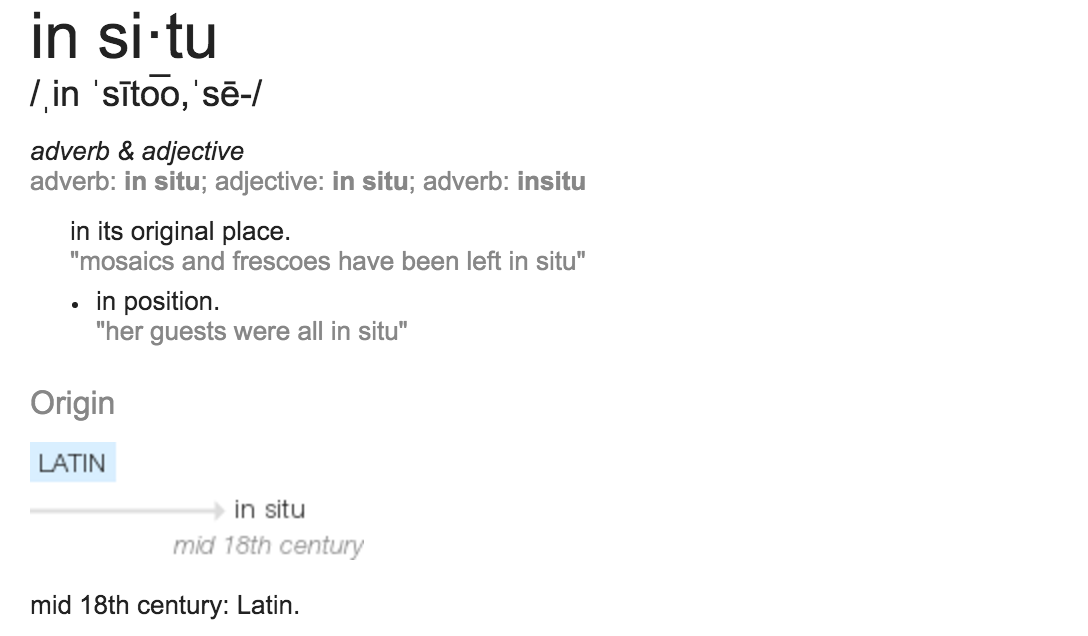 in si·tu
/ˌin ˈsīto͞o,ˈsē-/
adverb & adjective
adverb: in situ; adjective: in situ; adverb: insitu
in its original place.
"mosaics and frescoes have been left in situ"
• in position.
"her guests were all in situ"
Origin
LATIN
in situ
mid 18th century
mid 18th century: Latin.